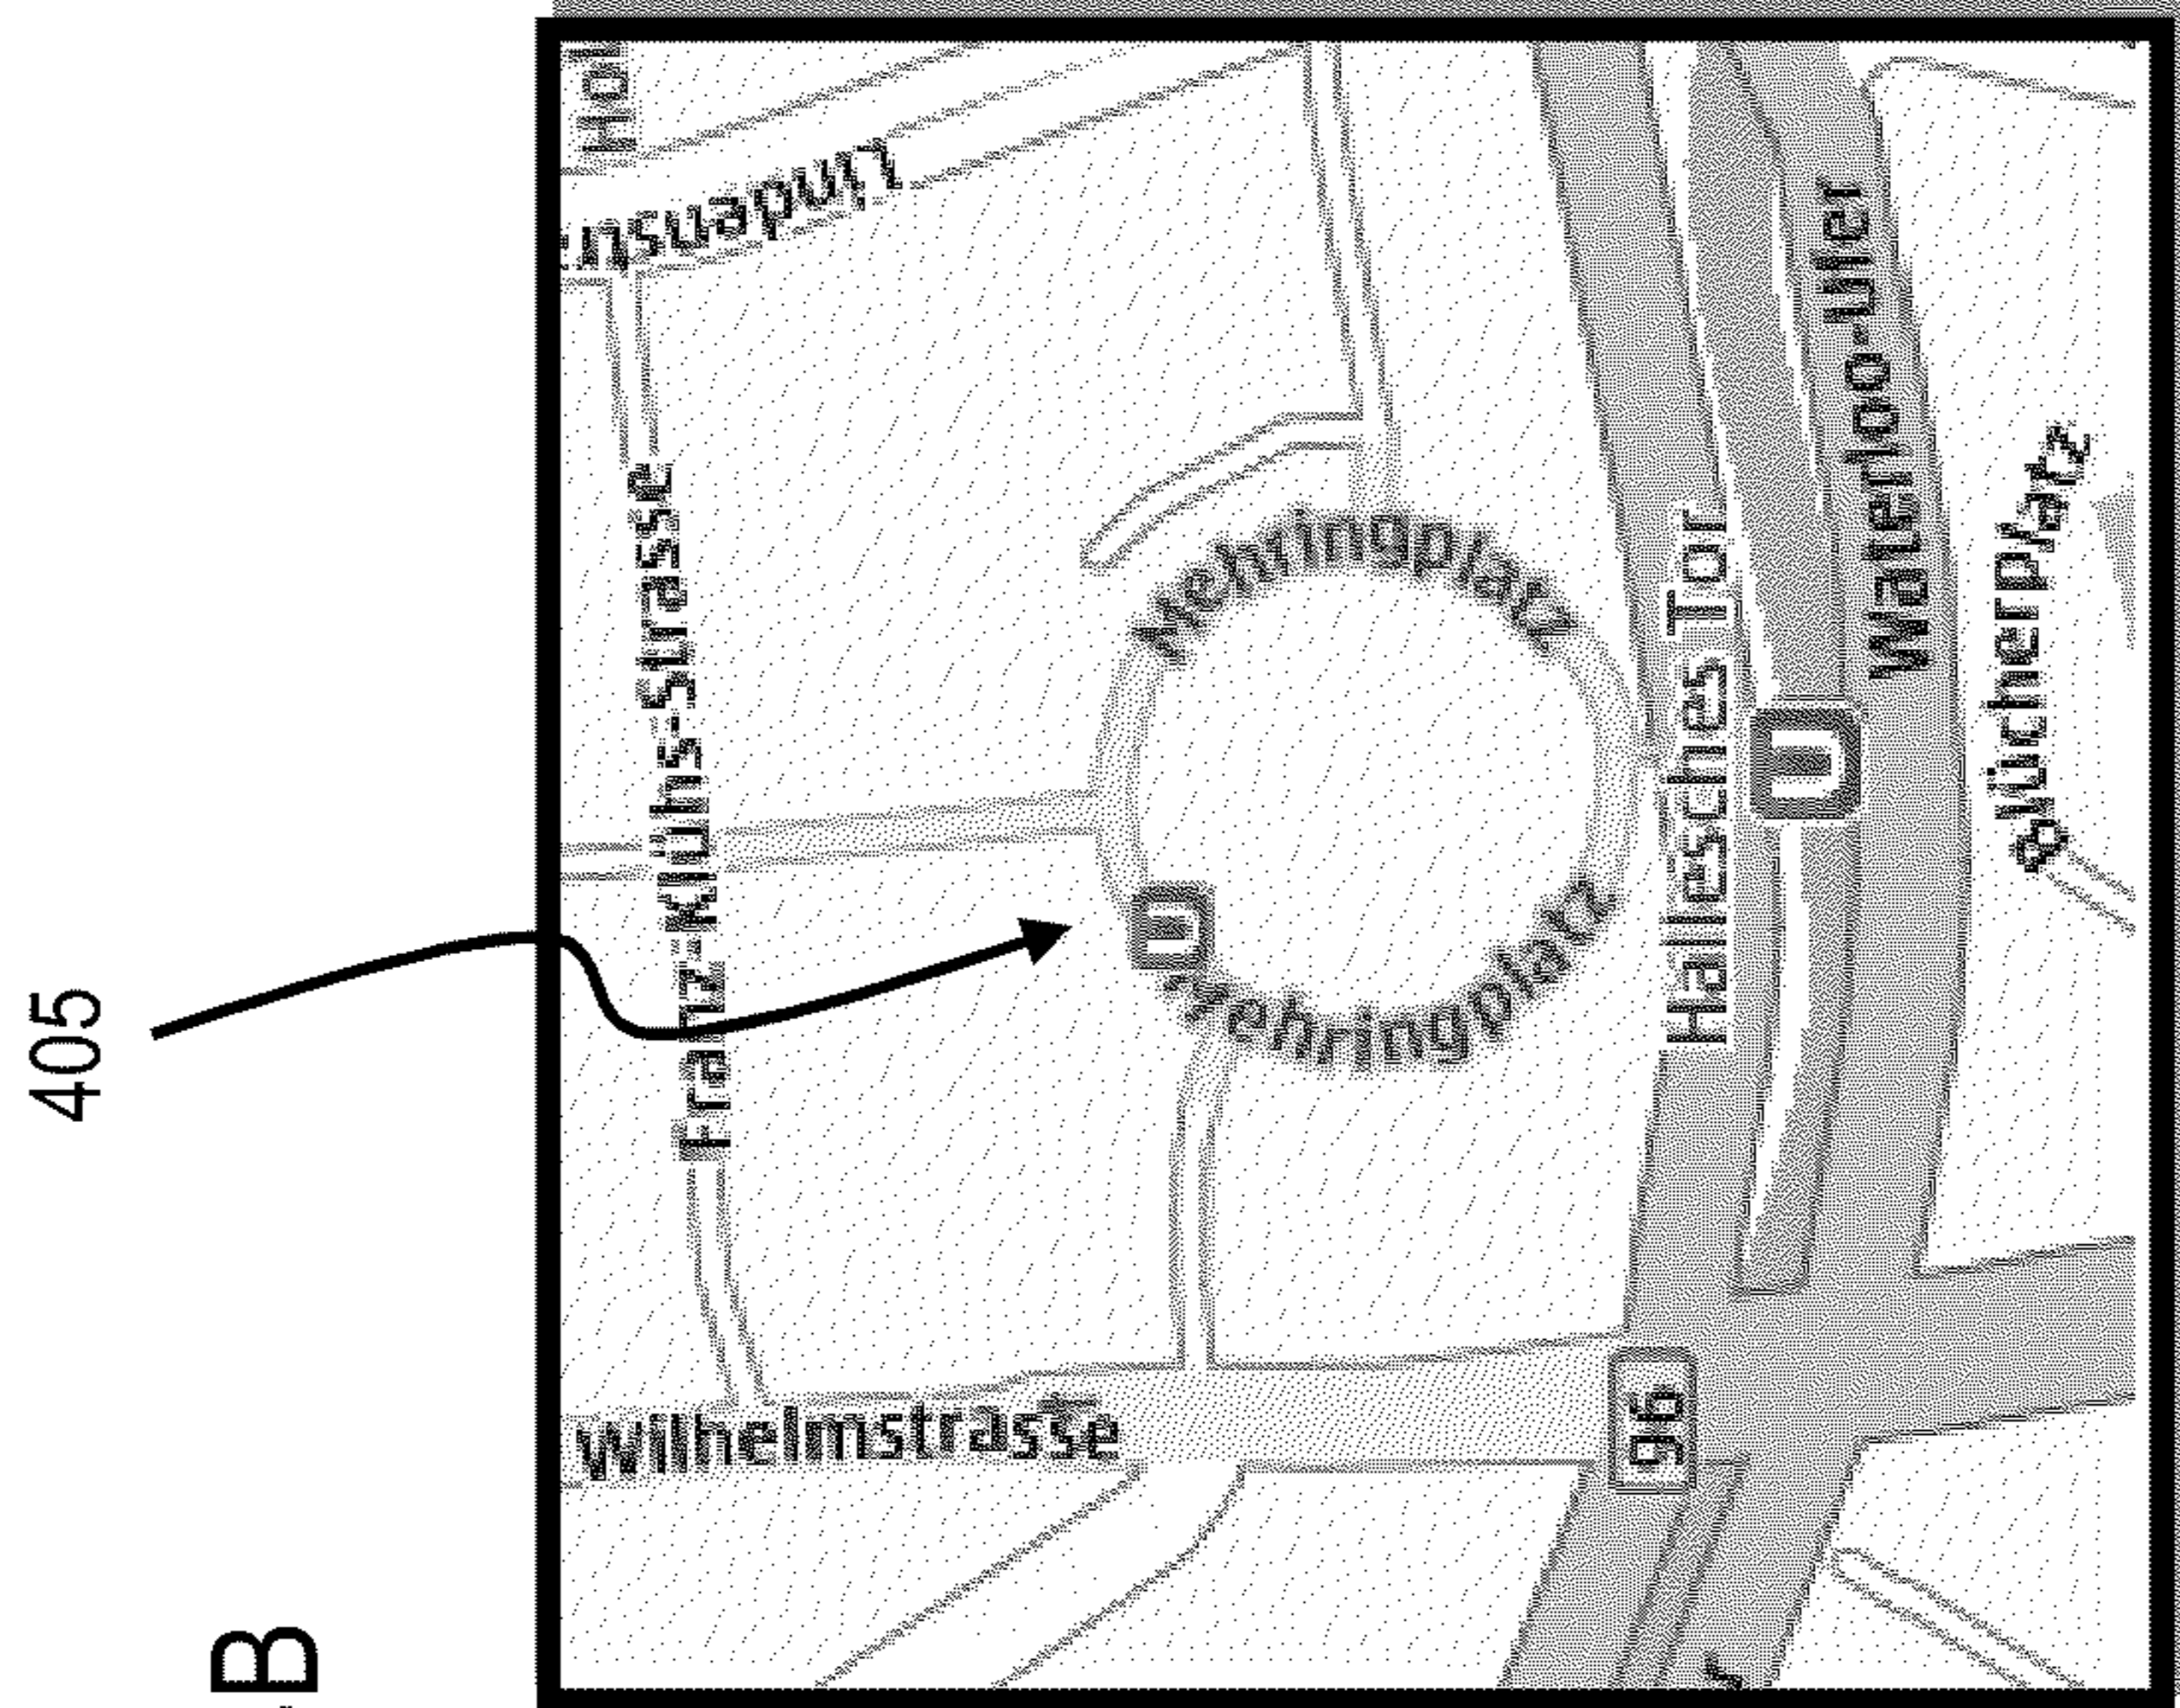 405
B
Hol
Lindenstr
Franz-Klühs-Strasse
Mehringplatz
U
Mehringplatz
Hallesches Tor
U
Waterloo-Ufer
Blücherplatz
Wilhelmstrasse
96